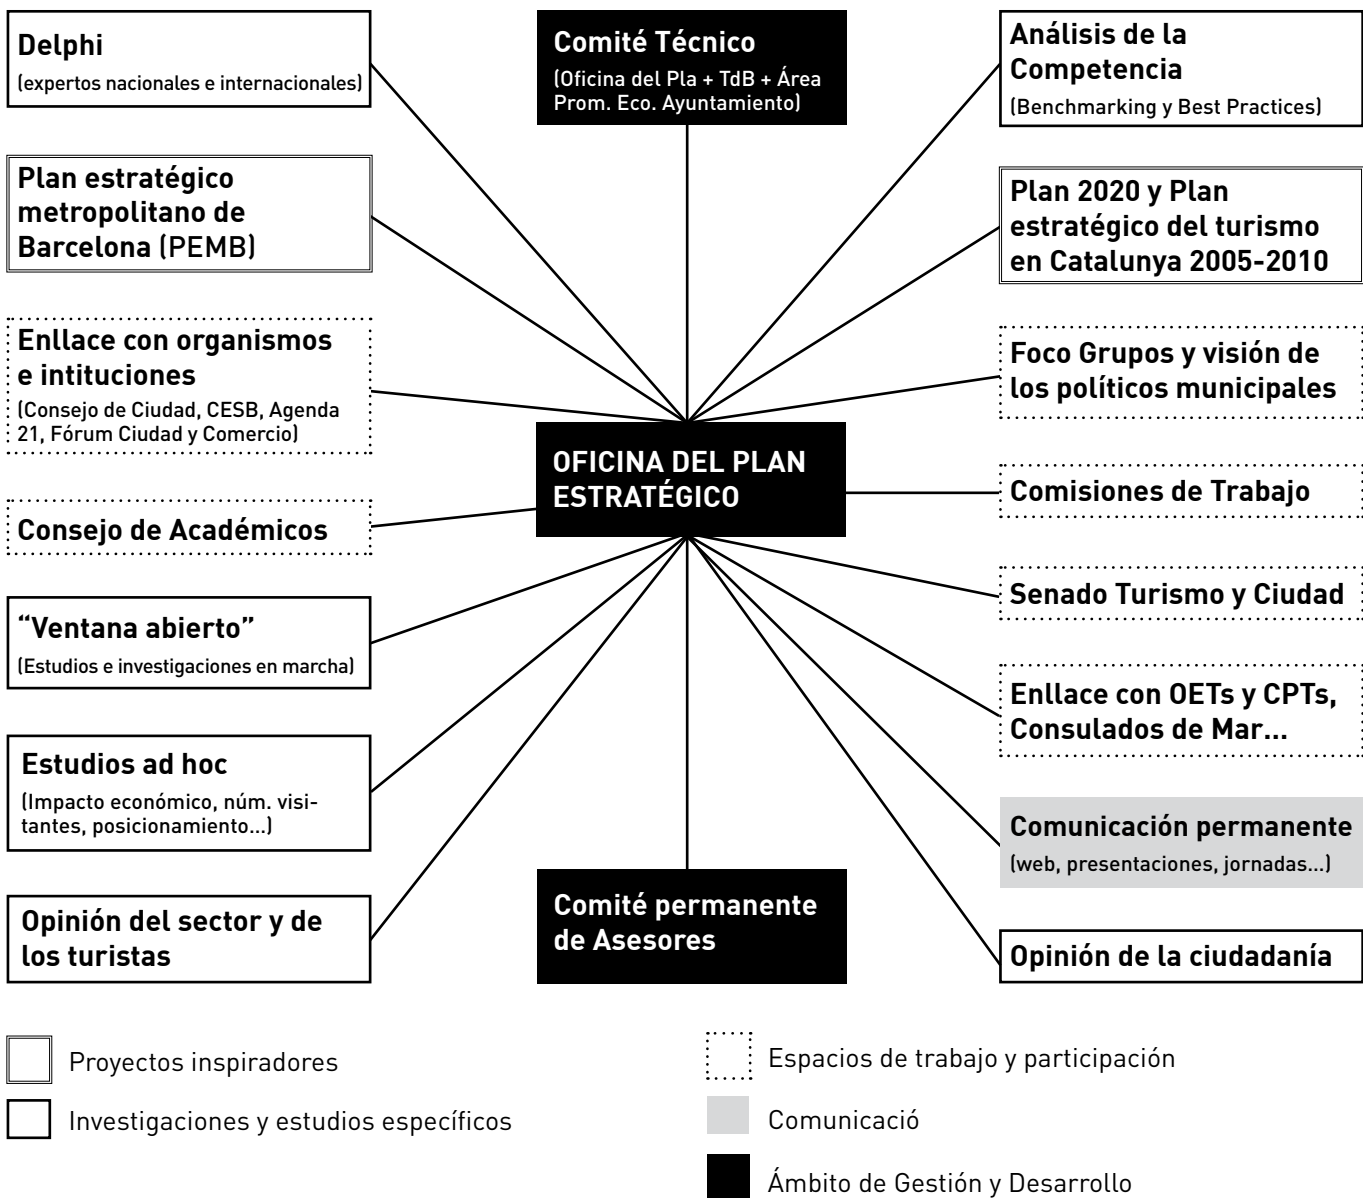 Delphi
(expertos nacionales e internacionales)
Plan estratégico
metropolitano de
Barcelona (PEMB)
Enllace con organismos
e intituciones
(Consejo de Ciudad, CESB, Agenda
21, Fórum Ciudad y Comercio)
Consejo de Académicos
“Ventana abierto”
(Estudios e investigaciones en marcha)
Estudios ad hoc
(Impacto económico, núm. visi-
tantes, posicionamiento...)
Opinión del sector y de
los turistas
Comité Técnico
(Oficina del Pla + TdB + Área
Prom. Eco. Ayuntamiento)
OFICINA DEL PLAN
ESTRATÉGICO
Comité permanente
de Asesores
Análisis de la
Competencia
(Benchmarking y Best Practices)
Plan 2020 y Plan
estratégico del turismo
en Catalunya 2005-2010
Foco Grupos y visión de
los políticos municipales
Comisiones de Trabajo
Senado Turismo y Ciudad
Enllace con OETs y CPTs,
Consulados de Mar...
Comunicación permanente
(web, presentaciones, jornadas...)
Opinión de la ciudadanía
Proyectos inspiradores
Investigaciones y estudios específicos
Espacios de trabajo y participación
Comunicació
Ámbito de Gestión y Desarrollo